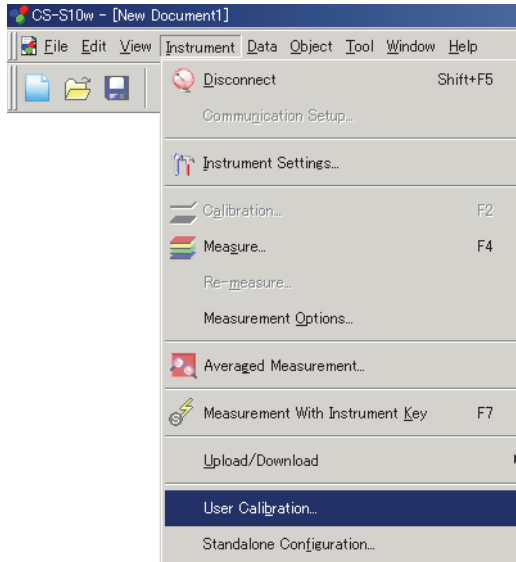 CS-S10w - [New Document1]
File Edit View Instrument Data Object Tool Window Help
Disconnect Shift+F5
Communication Setup...
Instrument Settings...
Calibration... F2
Measure... F4
Re-measure...
Measurement Options...
Averaged Measurement...
Measurement With Instrument Key F7
Upload/Download
User Calibration...
Standalone Configuration...